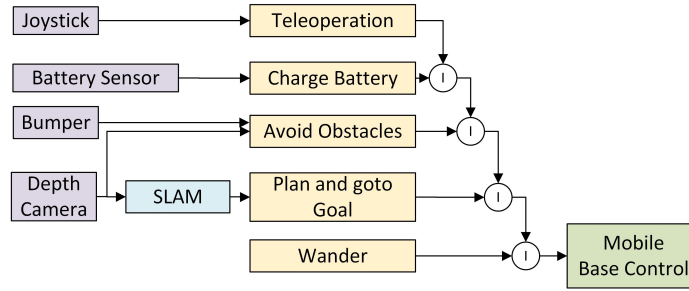 Joystick
Teleoperation
Battery Sensor
Charge Battery
I
Bumper
Avoid Obstacles
I
Depth
Camera
SLAM
Plan and goto
Goal
I
Wander
I
Mobile
Base Control